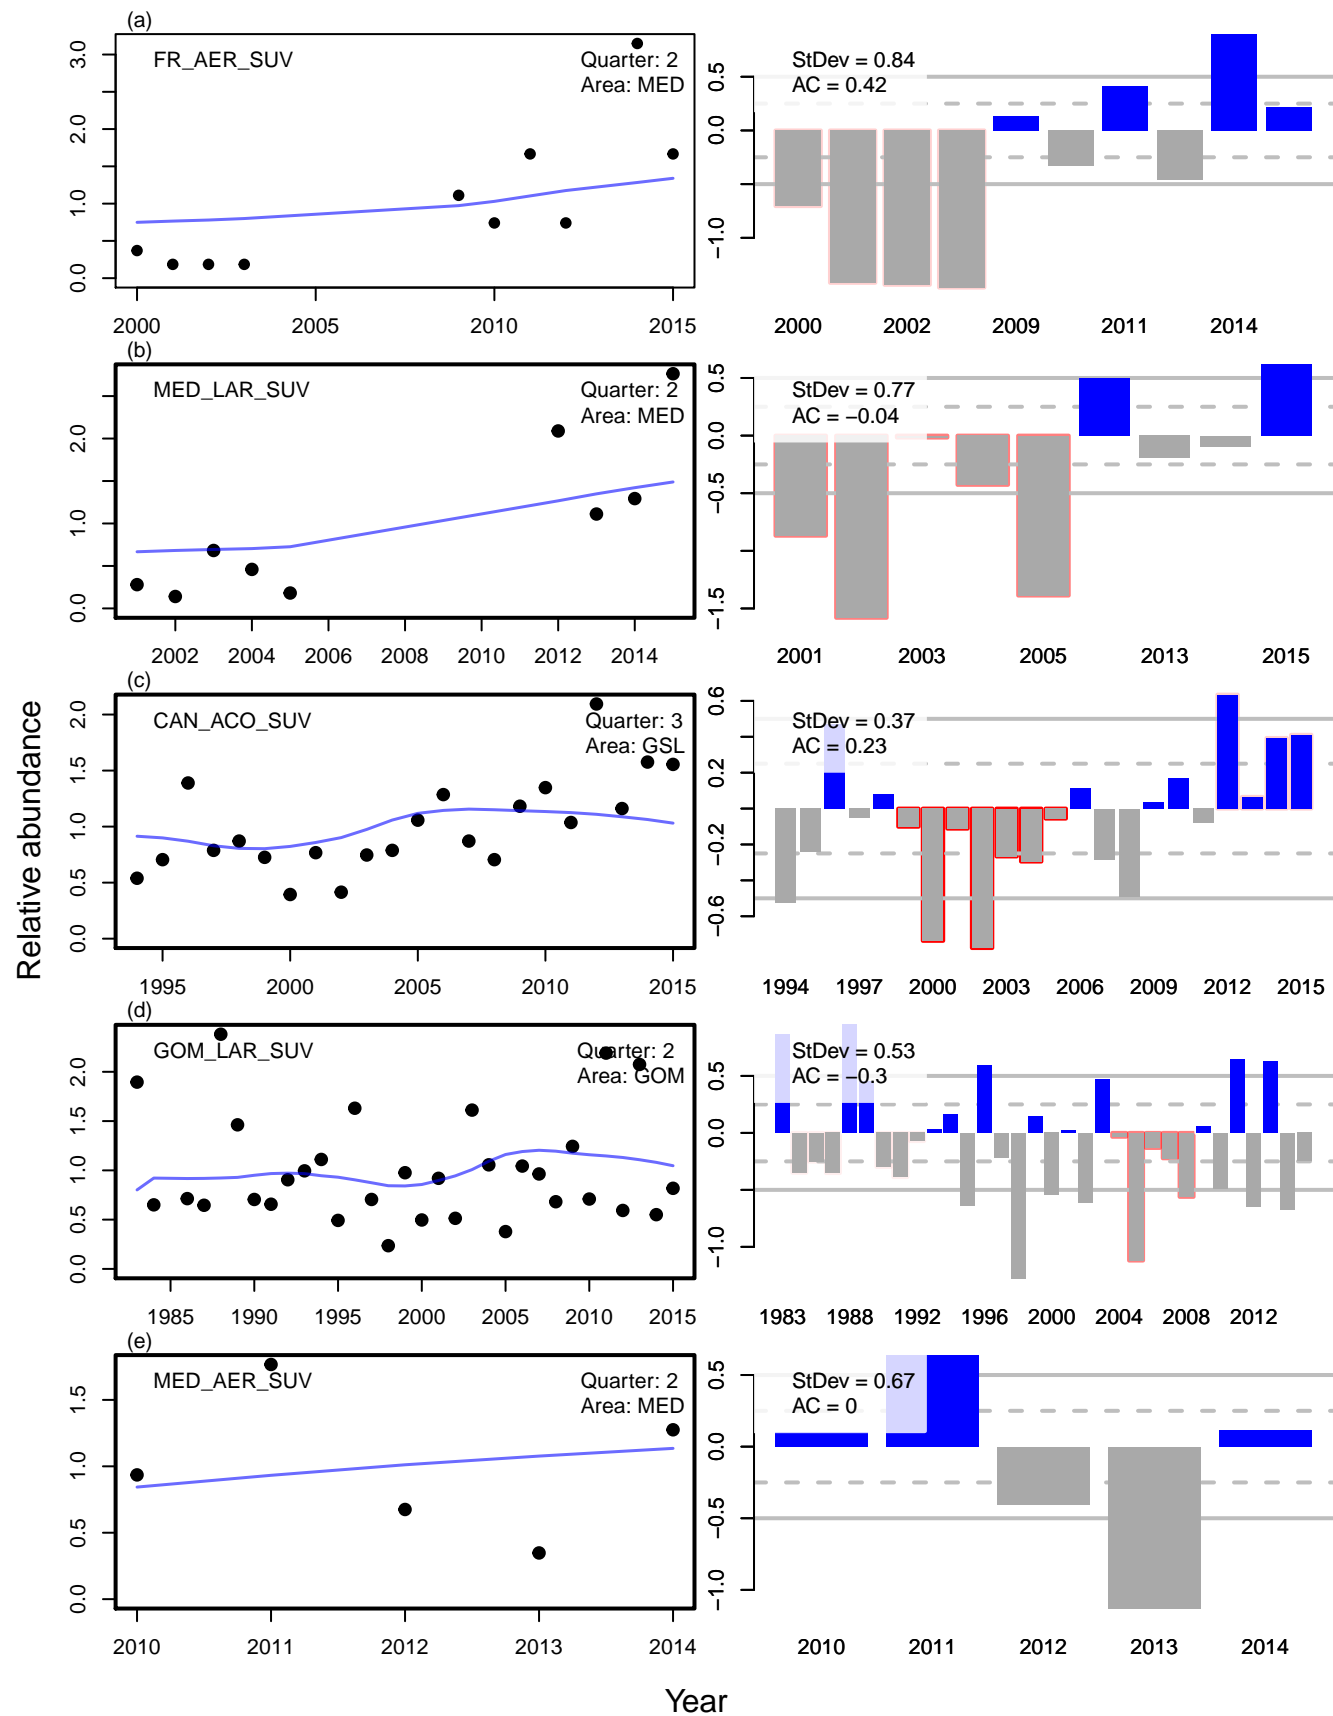 (a)
FR_AER_SUV
Quarter: 2
Area: MED
0.0 1.0 2.0 3.0
2000 2005 2010 2015
StDev = 0.84
AC = 0.42
−1.0 0.0 0.5
2000 2002 2009 2011 2014
(b)
MED_LAR_SUV
Quarter: 2
Area: MED
0.0 1.0 2.0
2002 2004 2006 2008 2010 2012 2014
StDev = 0.77
AC = −0.04
−1.5 −0.5 0.0 0.5
2001 2003 2005 2013 2015
(c)
CAN_ACO_SUV
Quarter: 3
Area: GSL
0.0 0.5 1.0 1.5 2.0
1995 2000 2005 2010 2015
StDev = 0.37
AC = 0.23
−0.6 −0.2 0.2 0.6
1994 1997 2000 2003 2006 2009 2012 2015
(d)
GOM_LAR_SUV
Quarter: 2
Area: GOM
0.0 0.5 1.0 1.5 2.0
1985 1990 1995 2000 2005 2010 2015
StDev = 0.53
AC = −0.3
−1.0 0.0 0.5
1983 1988 1992 1996 2000 2004 2008 2012
(e)
MED_AER_SUV
Quarter: 2
Area: MED
0.0 0.5 1.0 1.5
2010 2011 2012 2013 2014
StDev = 0.67
AC = 0
−1.0 −0.5 0.0 0.5
2010 2011 2012 2013 2014
Relative abundance
Year